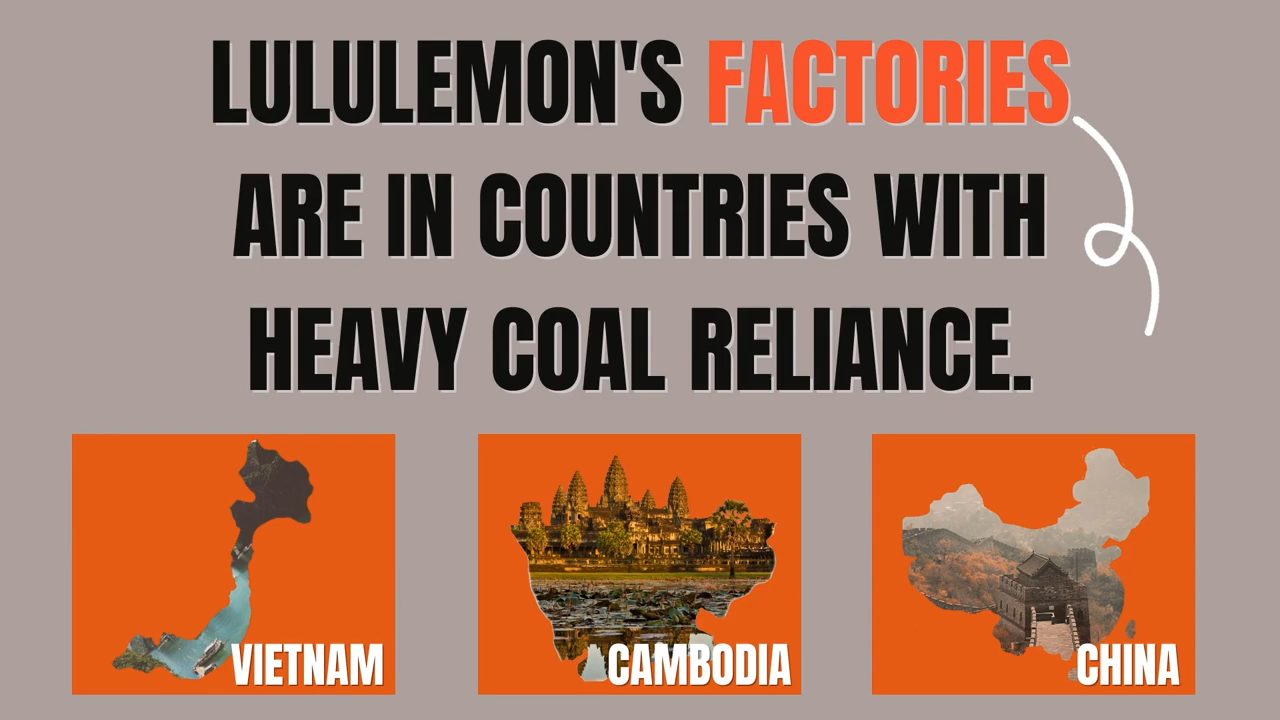 LULULEMON'S FACTORIES
ARE IN COUNTRIES WITH
HEAVY COAL RELIANCE.
VIETNAM
CAMBODIA
CHINA